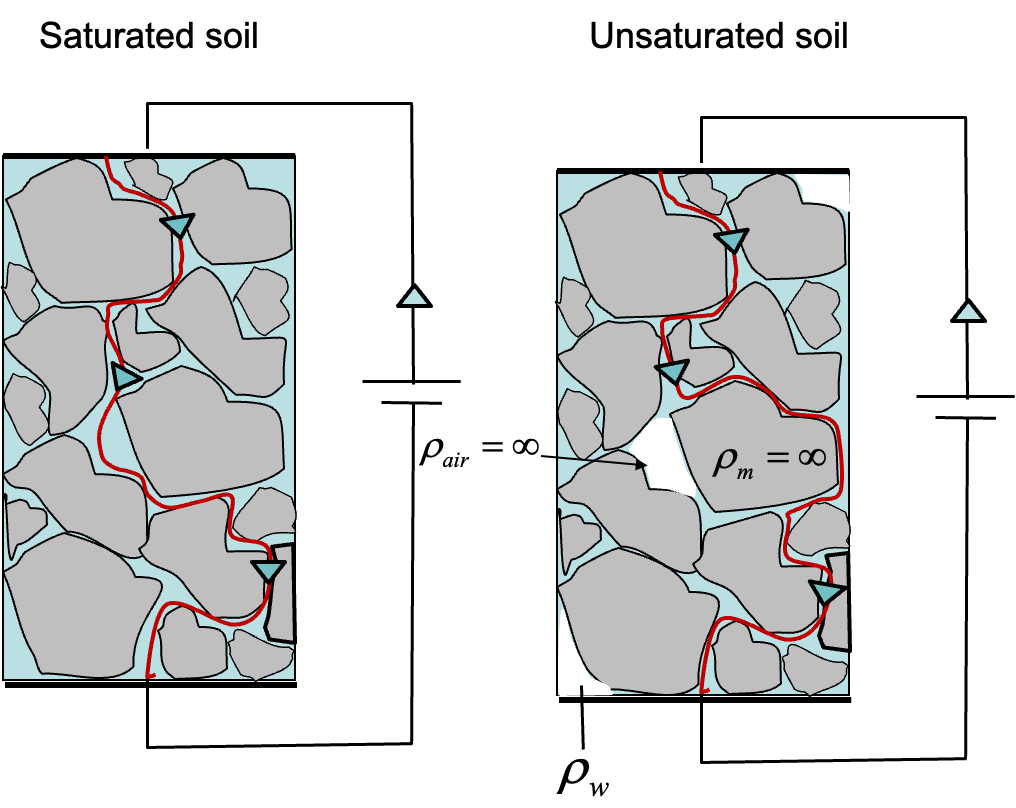 Saturated soil
Unsaturated soil
ρair = ∞
ρm = ∞
ρw